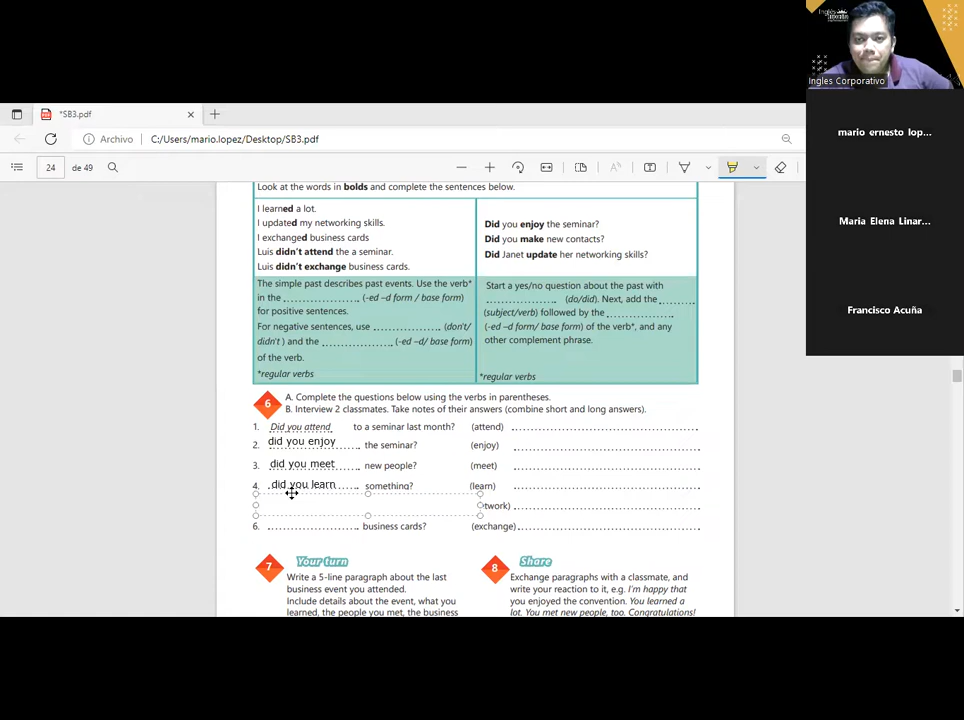 Inglés
Corporativo
Ingles Corporativo
*SB3.pdf
Archivo C:/Users/mario.lopez/Desktop/SB3.pdf
mario ernesto lop...
24 de 49
Look at the words in bolds and complete the sentences below.
I learned a lot.
I updated my networking skills.
I exchanged business cards
Luis didn't attend the a seminar.
Luis didn't exchange business cards.
Did you enjoy the seminar?
Did you make new contacts?
Did Janet update her networking skills?
Maria Elena Linar...
The simple past describes past events. Use the verb*
in the .................... (-ed –d form / base form)
for positive sentences.
For negative sentences, use .................... (don't/
didn't ) and the .................... (-ed –d/ base form)
of the verb.
*regular verbs
Start a yes/no question about the past with
.................... (do/did). Next, add the ..........
(subject/verb) followed by the ....................
(-ed –d form/ base form) of the verb*, and any
other complement phrase.
*regular verbs
Francisco Acuña
6 A. Complete the questions below using the verbs in parentheses.
B. Interview 2 classmates. Take notes of their answers (combine short and long answers).
1. Did you attend to a seminar last month? (attend)
2. did you enjoy the seminar? (enjoy)
3. did you meet new people? (meet)
4. did you learn something? (learn)
twork)
6. .................... business cards? (exchange)
7 Your turn
Write a 5-line paragraph about the last
business event you attended.
Include details about the event, what you
learned, the people you met, the business
8 Share
Exchange paragraphs with a classmate, and
write your reaction to it, e.g. I'm happy that
you enjoyed the convention. You learned a
lot. You met new people, too. Congratulations!